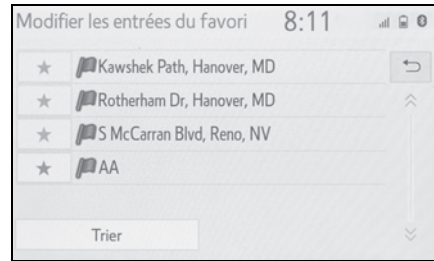 Modifier les entrées du favori 8:11
Kawshek Path, Hanover, MD
Rotherham Dr, Hanover, MD
S McCarran Blvd, Reno, NV
AA
Trier